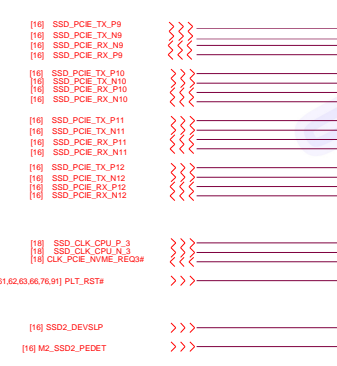 [16] SSD_PCIE_TX_P9
[16] SSD_PCIE_TX_N9
[16] SSD_PCIE_RX_N9
[16] SSD_PCIE_RX_P9
[16] SSD_PCIE_TX_P10
[16] SSD_PCIE_TX_N10
[16] SSD_PCIE_RX_P10
[16] SSD_PCIE_RX_N10
[16] SSD_PCIE_TX_P11
[16] SSD_PCIE_TX_N11
[16] SSD_PCIE_RX_P11
[16] SSD_PCIE_RX_N11
[16] SSD_PCIE_TX_P12
[16] SSD_PCIE_TX_N12
[16] SSD_PCIE_RX_P12
[16] SSD_PCIE_RX_N12
[18] SSD_CLK_CPU_P_3
[18] SSD_CLK_CPU_N_3
[18] CLK_PCIE_NVME_REQ3#
61,62,63,66,76,91] PLT_RST#
[16] SSD2_DEVSLP
[16] M2_SSD2_PEDET